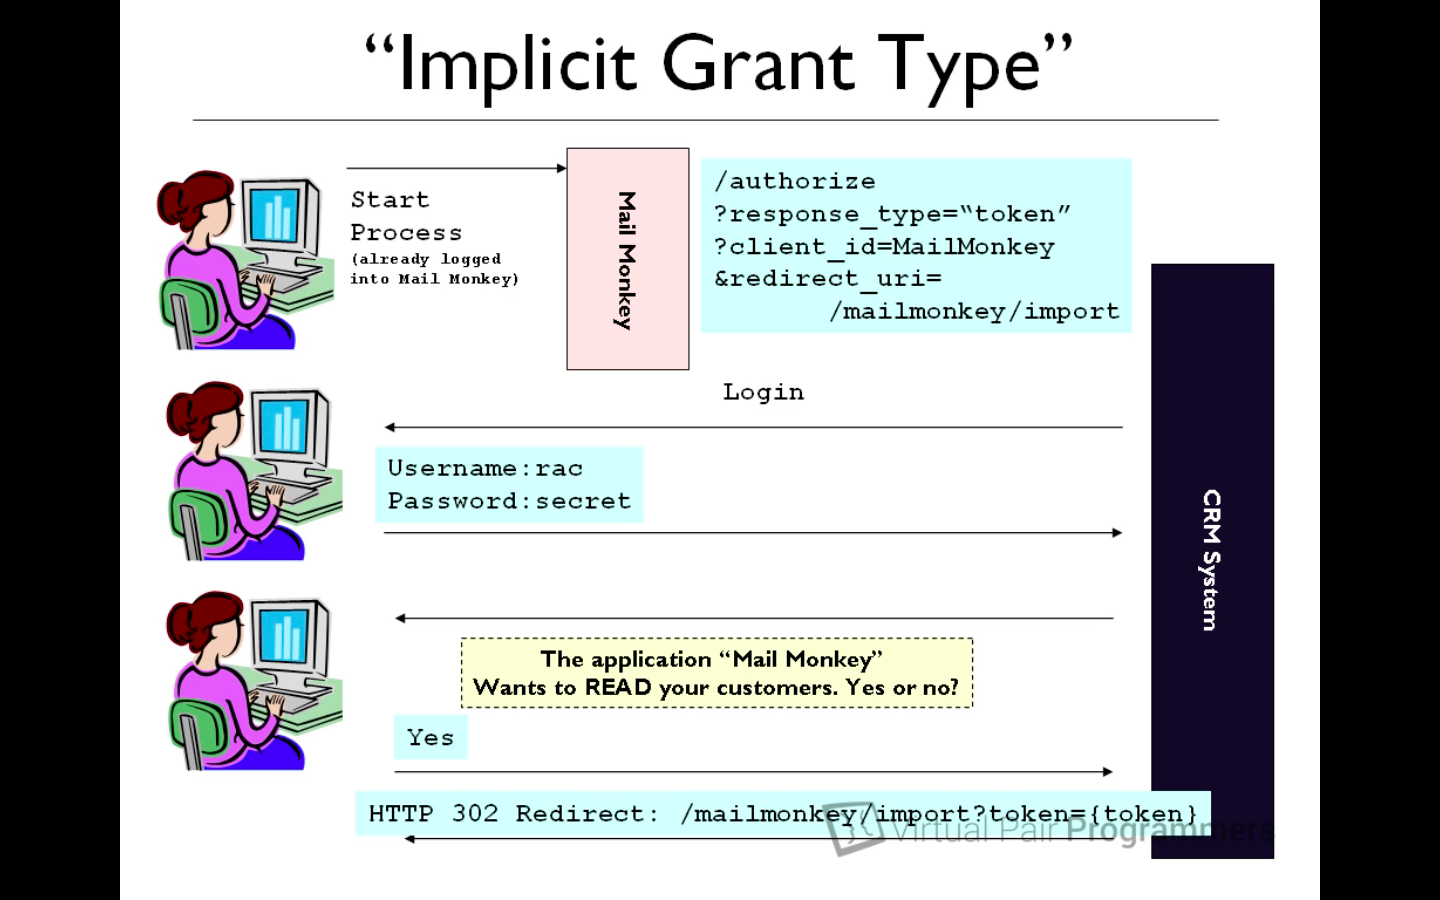 “Implicit Grant Type”
Start
Process
(already logged
into Mail Monkey)
Mail Monkey
/authorize
?response_type=“token”
?client_id=MailMonkey
&redirect_uri=
/mailmonkey/import
Login
Username:rac
Password:secret
CRM System
The application “Mail Monkey”
Wants to READ your customers. Yes or no?
Yes
HTTP 302 Redirect: /mailmonkey/import?token={token}
Virtual Pair Programmers